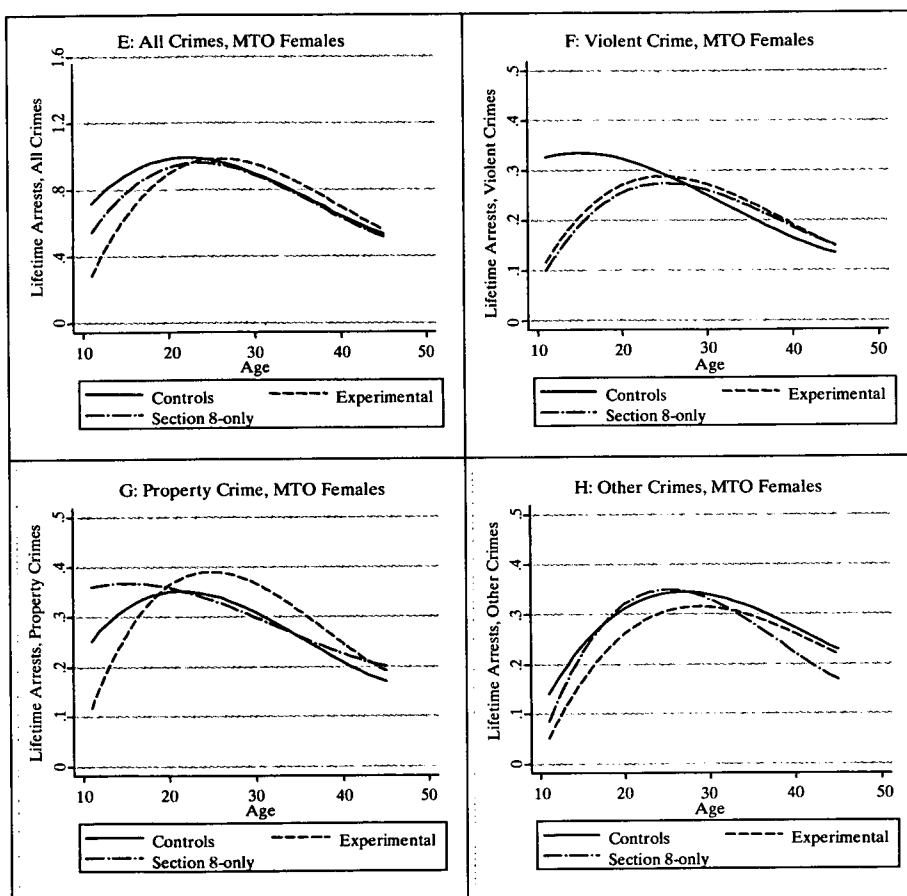 E: All Crimes, MTO Females
Lifetime Arrests, All Crimes
1.6
1.2
.8
.4
0
10 20 30 40 50
Age
Controls Experimental
Section 8-only
F: Violent Crime, MTO Females
Lifetime Arrests, Violent Crimes
.5
.4
.3
.2
.1
0
10 20 30 40 50
Age
Controls Experimental
Section 8-only
G: Property Crime, MTO Females
Lifetime Arrests, Property Crimes
.5
.4
.3
.2
.1
0
10 20 30 40 50
Age
Controls Experimental
Section 8-only
H: Other Crimes, MTO Females
Lifetime Arrests, Other Crimes
.5
.4
.3
.2
.1
0
10 20 30 40 50
Age
Controls Experimental
Section 8-only